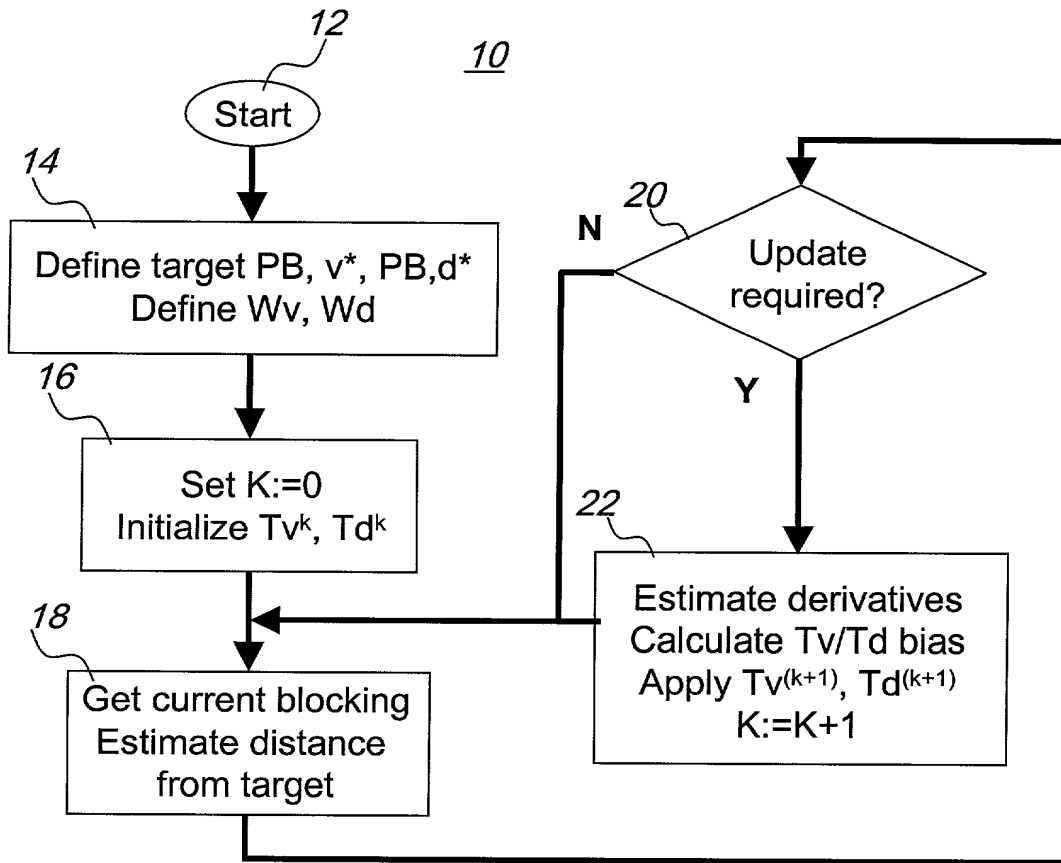 10
12
Start
14
Define target PB, v*, PB,d*
Define Wv, Wd
16
Set K:=0
Initialize Tvᵏ, Tdᵏ
18
Get current blocking
Estimate distance
from target
20
Update
required?
N
Y
22
Estimate derivatives
Calculate Tv/Td bias
Apply Tv⁽ᵏ⁺¹⁾, Td⁽ᵏ⁺¹⁾
K:=K+1